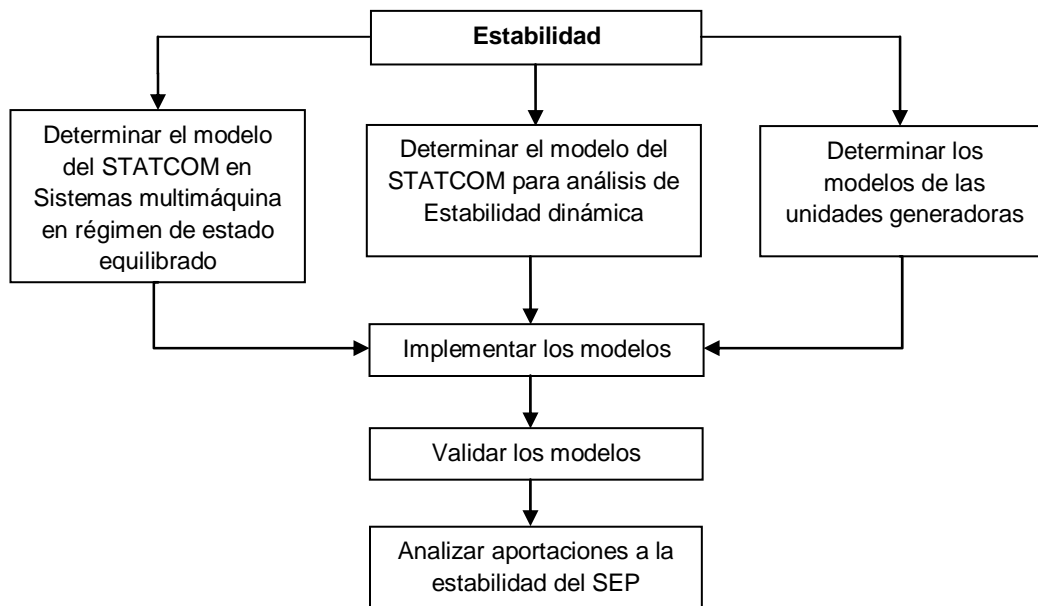 Estabilidad
Determinar el modelo
del STATCOM en
Sistemas multimáquina
en régimen de estado
equilibrado
Determinar el modelo del
STATCOM para análisis de
Estabilidad dinámica
Determinar los
modelos de las
unidades generadoras
Implementar los modelos
Validar los modelos
Analizar aportaciones a la
estabilidad del SEP